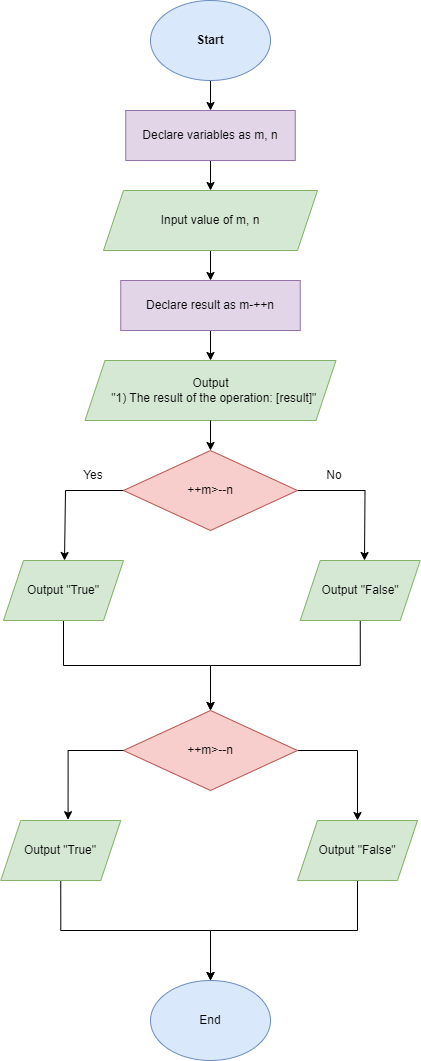 Start
Declare variables as m, n
Input value of m, n
Declare result as m-++n
Output
"1) The result of the operation: [result]"
Yes
No
++m>--n
Output "True"
Output "False"
++m>--n
Output "True"
Output "False"
End